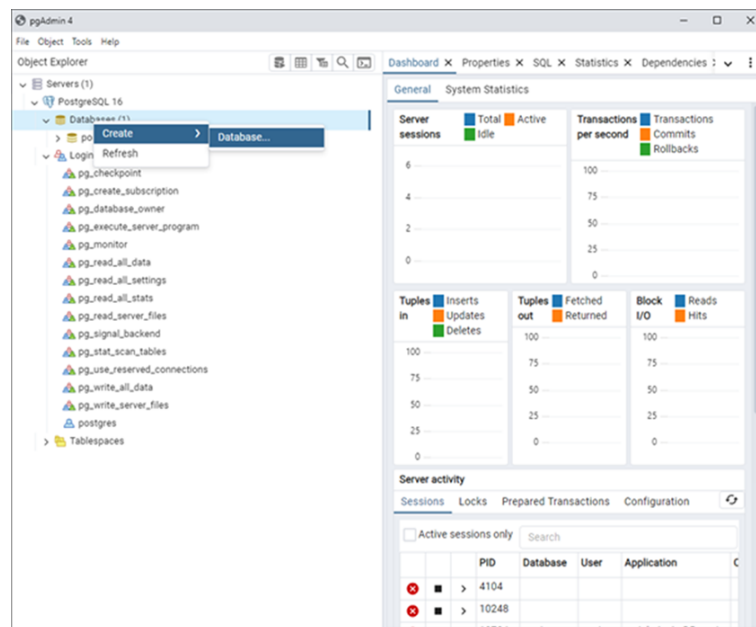 pgAdmin 4
File Object Tools Help
Object Explorer
Servers (1)
PostgreSQL 16
Databases (1)
po
Create
Database...
Refresh
Login
pg_checkpoint
pg_create_subscription
pg_database_owner
pg_execute_server_program
pg_monitor
pg_read_all_data
pg_read_all_settings
pg_read_all_stats
pg_read_server_files
pg_signal_backend
pg_stat_scan_tables
pg_use_reserved_connections
pg_write_all_data
pg_write_server_files
postgres
Tablespaces
Dashboard Properties SQL Statistics Dependencies
General System Statistics
Server sessions
Total Active
Idle
6
4
2
0
Transactions per second
Transactions
Commits
Rollbacks
100
75
50
25
0
Tuples in
Inserts
Updates
Deletes
100
75
50
25
0
Tuples out
Fetched
Returned
100
75
50
25
0
Block I/O
Reads
Hits
100
75
50
25
0
Server activity
Sessions Locks Prepared Transactions Configuration
Active sessions only Search
PID Database User Application C
4104
10248